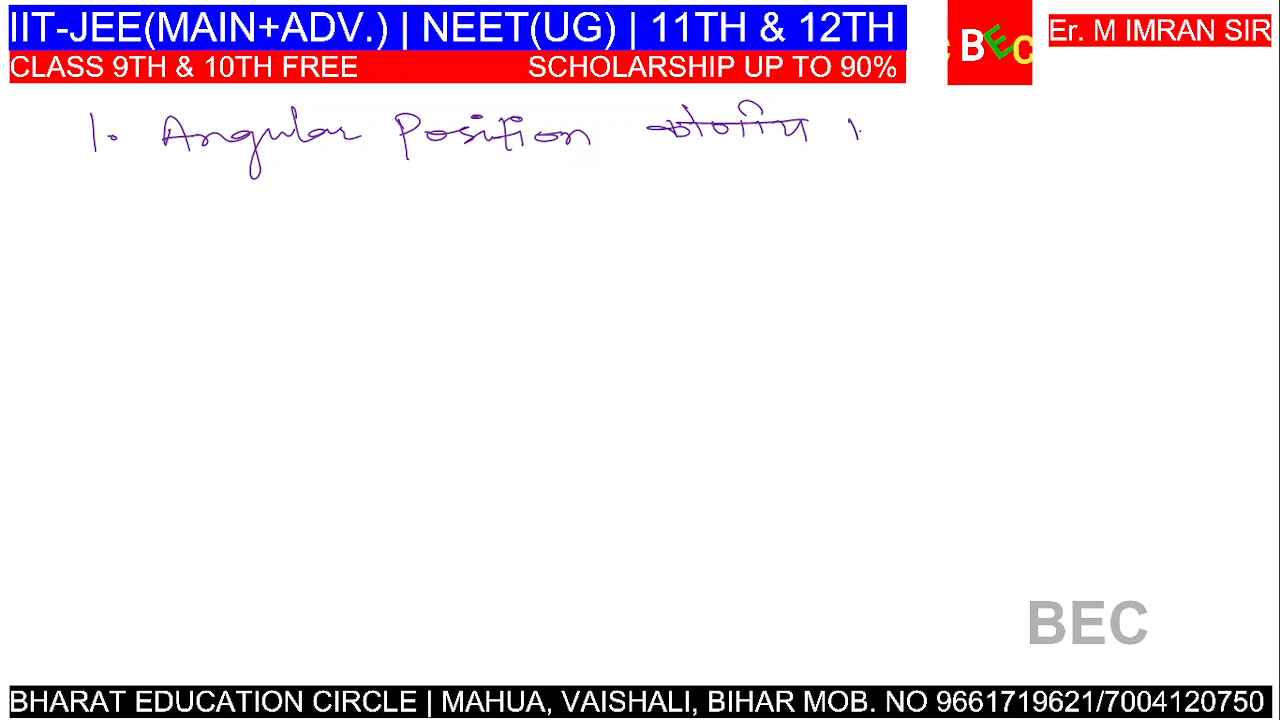 IIT-JEE(MAIN+ADV.) | NEET(UG) | 11TH & 12TH
CLASS 9TH & 10TH FREE SCHOLARSHIP UP TO 90%
BEC
Er. M IMRAN SIR
1. Angular Position कोणीय
BEC
BHARAT EDUCATION CIRCLE | MAHUA, VAISHALI, BIHAR MOB. NO 9661719621/7004120750